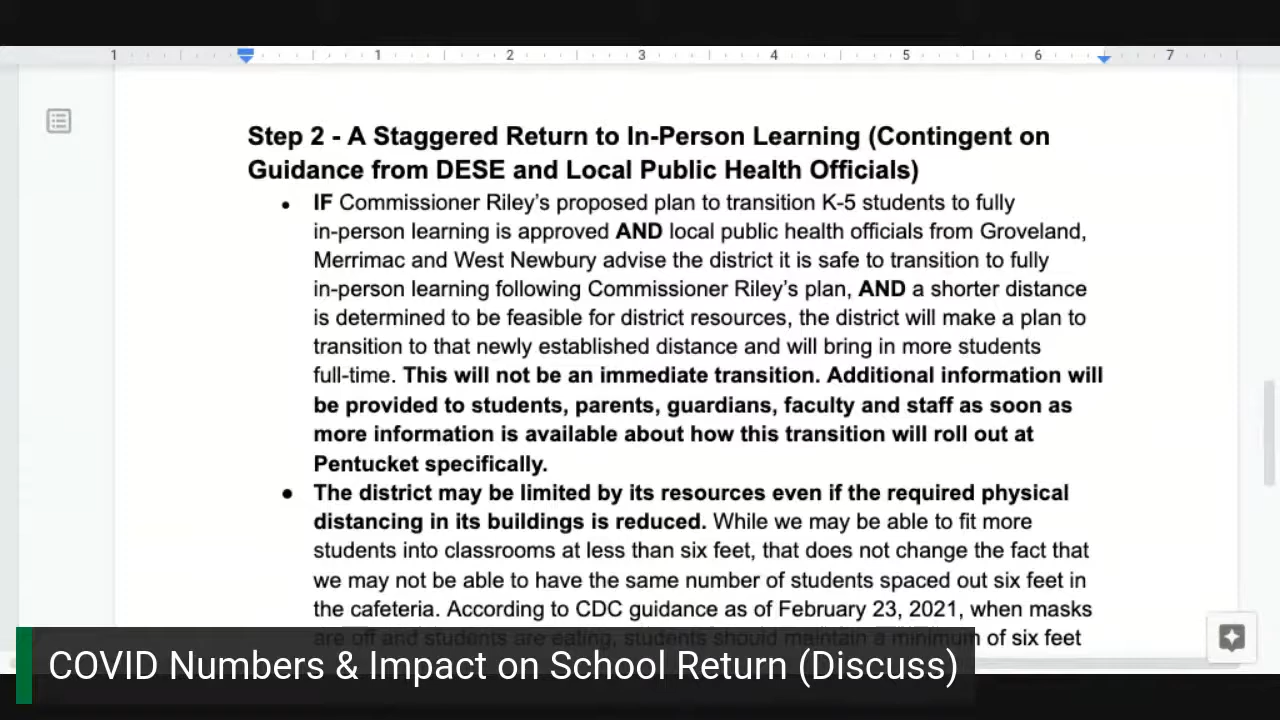 1 1 2 3 4 5 6 7
Step 2 - A Staggered Return to In-Person Learning (Contingent on
Guidance from DESE and Local Public Health Officials)
● IF Commissioner Riley's proposed plan to transition K-5 students to fully
in-person learning is approved AND local public health officials from Groveland,
Merrimac and West Newbury advise the district it is safe to transition to fully
in-person learning following Commissioner Riley's plan, AND a shorter distance
is determined to be feasible for district resources, the district will make a plan to
transition to that newly established distance and will bring in more students
full-time. This will not be an immediate transition. Additional information will
be provided to students, parents, guardians, faculty and staff as soon as
more information is available about how this transition will roll out at
Pentucket specifically.
● The district may be limited by its resources even if the required physical
distancing in its buildings is reduced. While we may be able to fit more
students into classrooms at less than six feet, that does not change the fact that
we may not be able to have the same number of students spaced out six feet in
the cafeteria. According to CDC guidance as of February 23, 2021, when masks
are off and students are eating, students should maintain a minimum of six feet
COVID Numbers & Impact on School Return (Discuss)